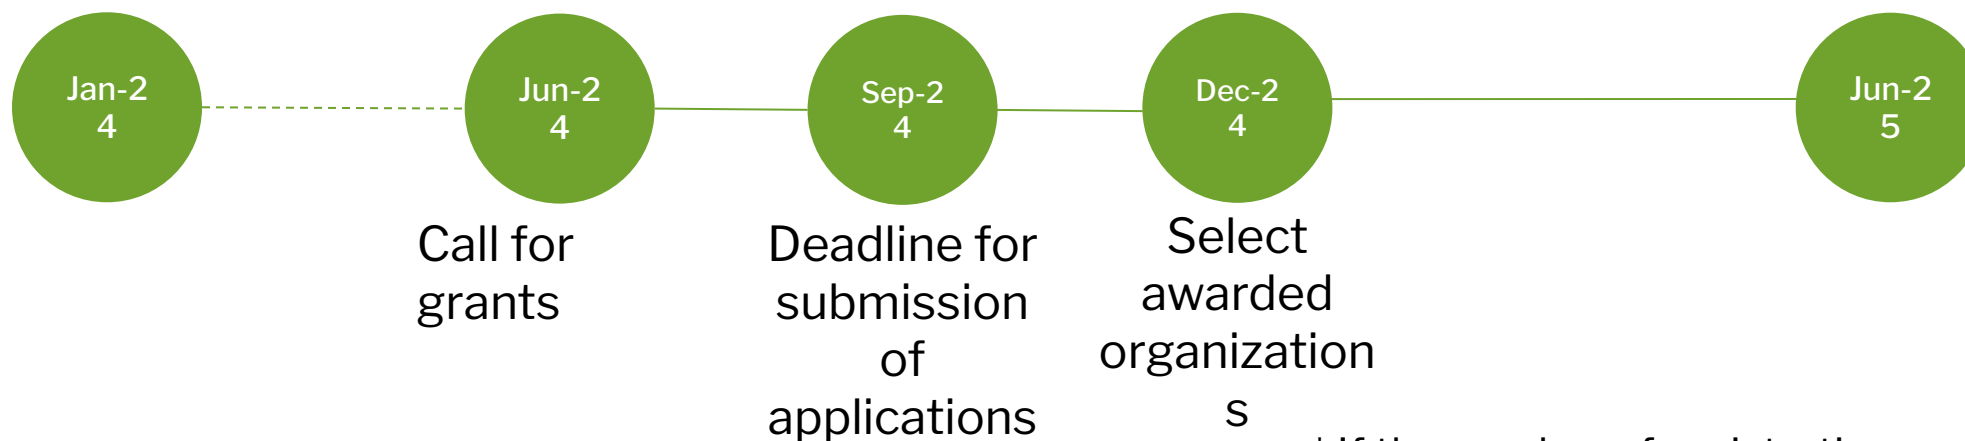 Jan-2
4
Jun-2
4
Sep-2
4
Dec-2
4
Jun-2
5
Call for
grants
Deadline for
submission
of
applications
Select
awarded
organization
s